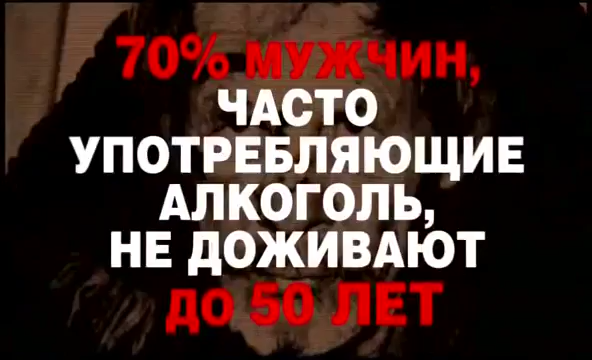 70% МУЖЧИН,
ЧАСТО
УПОТРЕБЛЯЮЩИЕ
АЛКОГОЛЬ,
НЕ ДОЖИВАЮТ
ДО 50 ЛЕТ